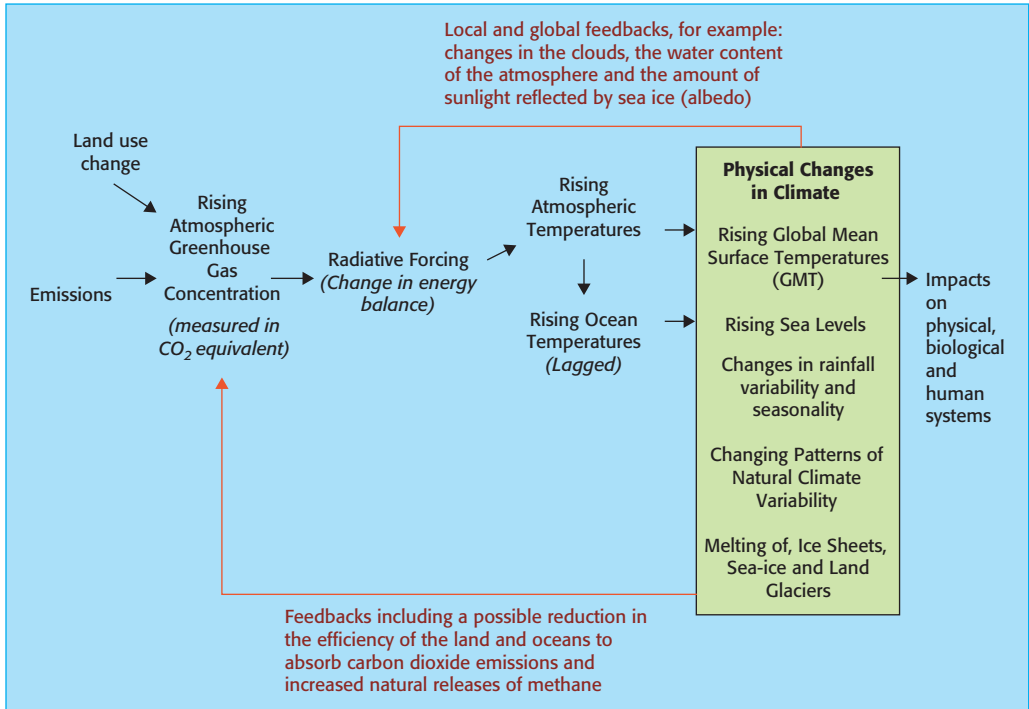 Local and global feedbacks, for example:
changes in the clouds, the water content
of the atmosphere and the amount of
sunlight reflected by sea ice (albedo)
Land use
change
Emissions
Rising
Atmospheric
Greenhouse
Gas
Concentration
(measured in
CO₂ equivalent)
Radiative Forcing
(Change in energy
balance)
Rising
Atmospheric
Temperatures
Rising Ocean
Temperatures
(Lagged)
Physical Changes
in Climate
Rising Global Mean
Surface Temperatures
(GMT)
Rising Sea Levels
Changes in rainfall
variability and
seasonality
Changing Patterns of
Natural Climate
Variability
Melting of, Ice Sheets,
Sea-ice and Land
Glaciers
Impacts
on
physical,
biological
and
human
systems
Feedbacks including a possible reduction in
the efficiency of the land and oceans to
absorb carbon dioxide emissions and
increased natural releases of methane